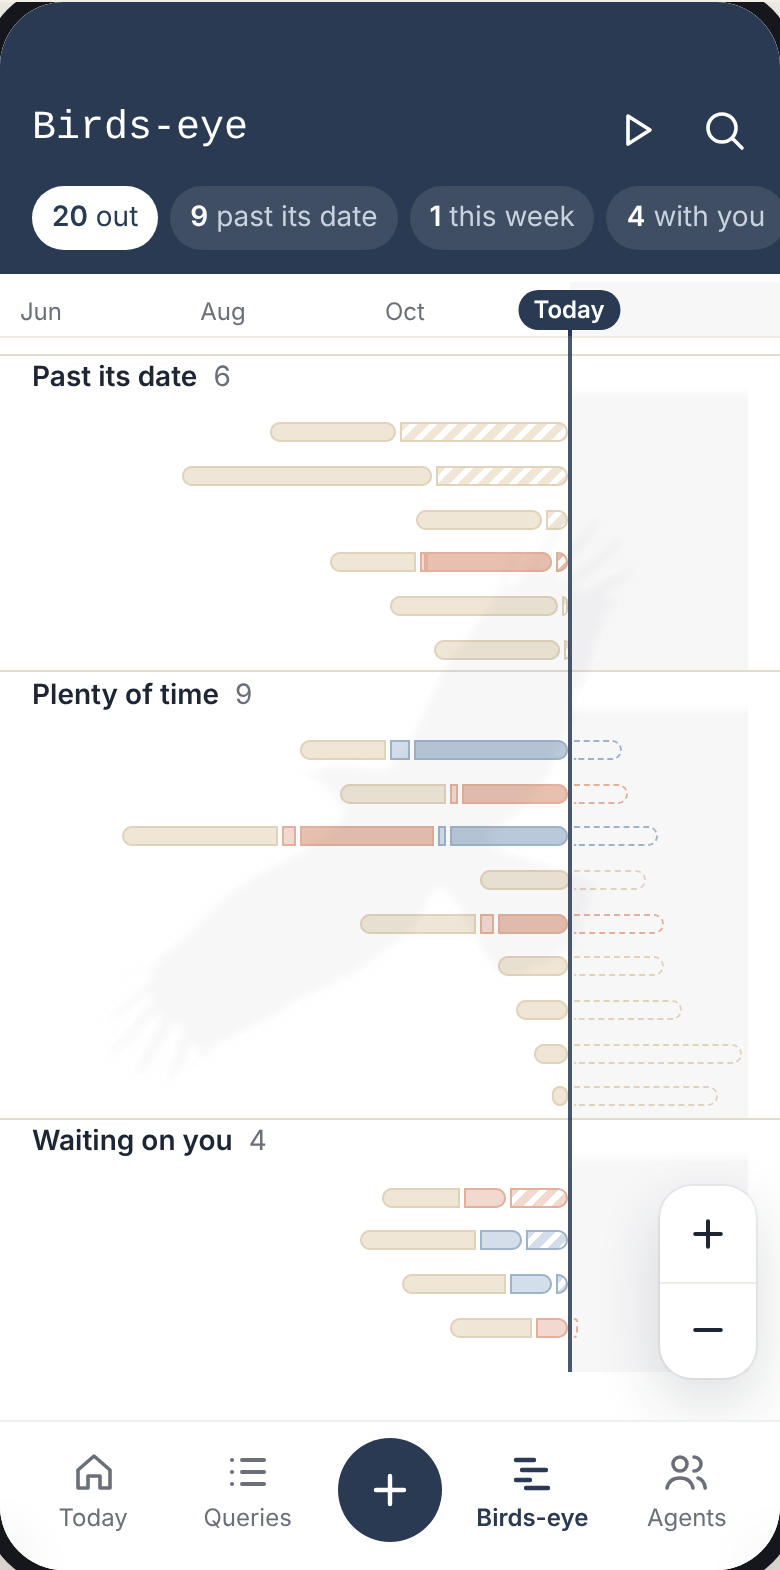 Birds-eye
20 out 9 past its date 1 this week 4 with you
Jun Aug Oct Today
Past its date 6
Plenty of time 9
Waiting on you 4
+
−
Today Queries + Birds-eye Agents